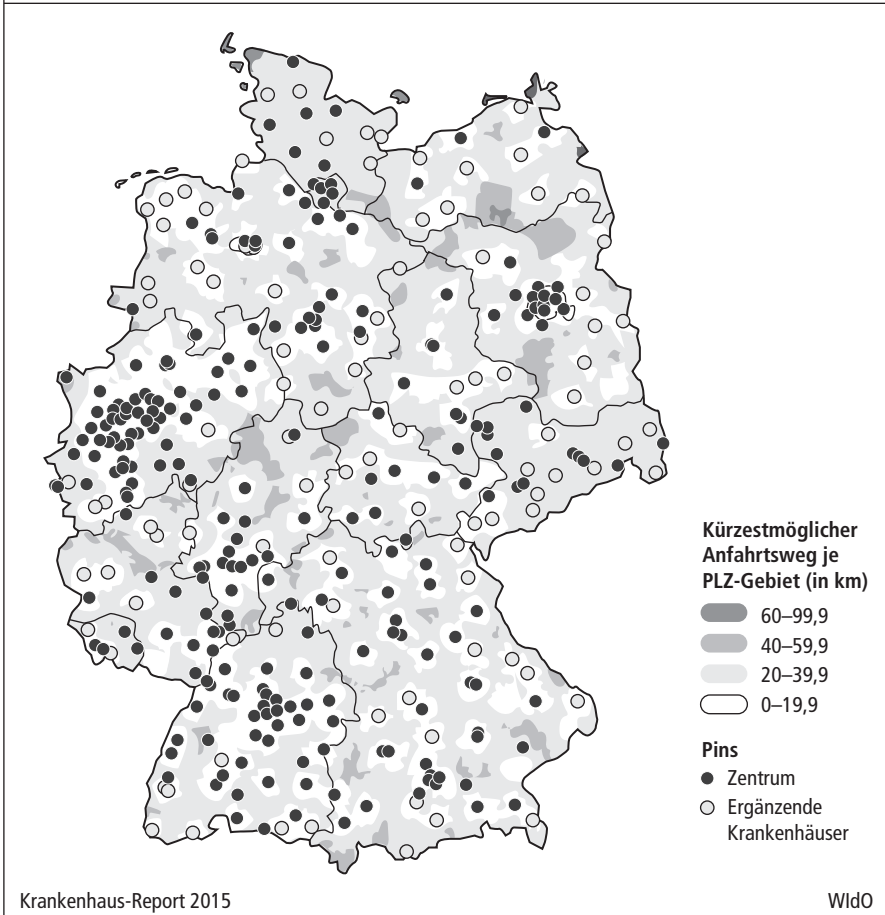 Kürzestmöglicher
Anfahrtsweg je
PLZ-Gebiet (in km)
60–99,9
40–59,9
20–39,9
0–19,9
Pins
Zentrum
Ergänzende
Krankenhäuser
Krankenhaus-Report 2015
WIdO